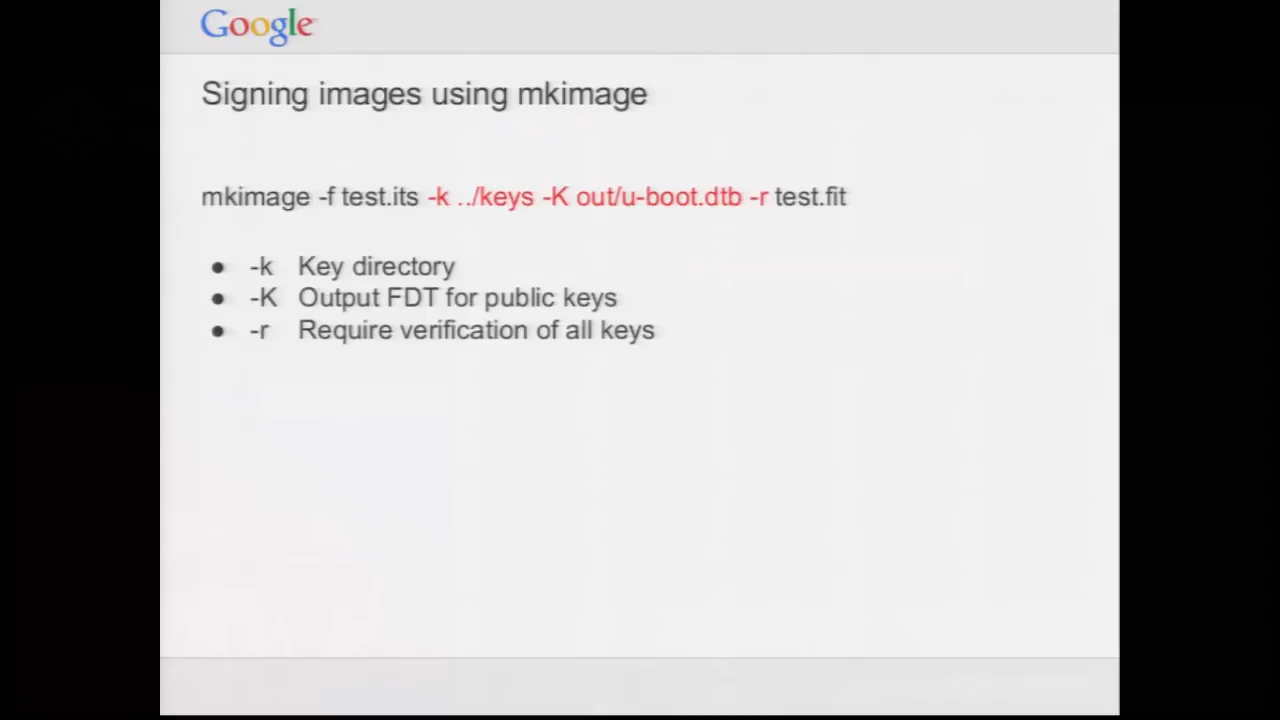 Google
Signing images using mkimage
mkimage -f test.its -k ../keys -K out/u-boot.dtb -r test.fit
● -k Key directory
● -K Output FDT for public keys
● -r Require verification of all keys